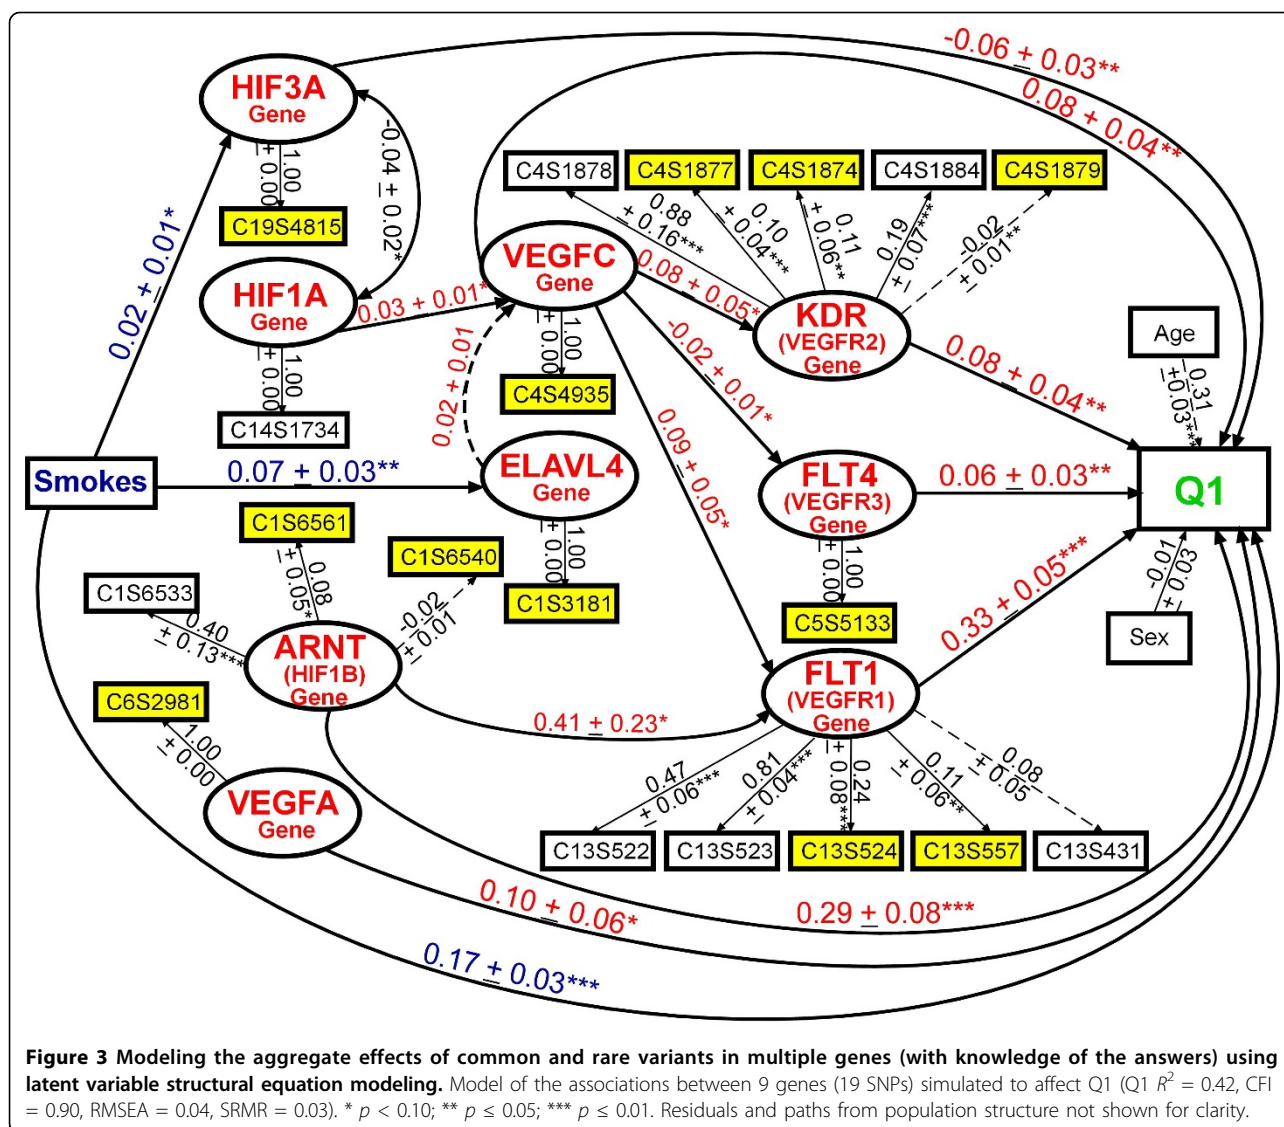 -0.06 ± 0.03**
0.08 ± 0.04**
HIF3A
Gene
1.00
± 0.00
C19S4815
-0.04 ± 0.02*
0.02 ± 0.01*
HIF1A
Gene
1.00
± 0.00
C14S1734
0.03 ± 0.01*
VEGFC
Gene
1.00
± 0.00
C4S4935
0.02 ± 0.01
C4S1878
C4S1877
C4S1874
C4S1884
C4S1879
0.88
± 0.16***
0.10
± 0.04***
0.11
± 0.06**
0.19
± 0.07***
-0.02
± 0.01**
0.08 ± 0.05*
KDR
(VEGFR2)
Gene
0.08 ± 0.04**
Age
-0.31
±0.03***
-0.02 ± 0.01*
0.09 ± 0.05*
Smokes
0.07 ± 0.03**
ELAVL4
Gene
1.00
± 0.00
C1S3181
FLT4
(VEGFR3)
Gene
1.00
± 0.00
C5S5133
0.06 ± 0.03**
Q1
-0.01
± 0.03
Sex
C1S6561
C1S6540
C1S6533
0.08
± 0.05*
-0.02
±0.01
0.40
± 0.13***
ARNT
(HIF1B)
Gene
0.41 ± 0.23*
FLT1
(VEGFR1)
Gene
0.33 ± 0.05***
C6S2981
1.00
± 0.00
VEGFA
Gene
0.47
± 0.06***
0.81
± 0.04***
0.24
± 0.08***
0.11
± 0.06**
0.08
± 0.05
C13S522
C13S523
C13S524
C13S557
C13S431
0.10 ± 0.06*
0.29 ± 0.08***
0.17 ± 0.03***
Figure 3 Modeling the aggregate effects of common and rare variants in multiple genes (with knowledge of the answers) using
latent variable structural equation modeling. Model of the associations between 9 genes (19 SNPs) simulated to affect Q1 (Q1 R² = 0.42, CFI
= 0.90, RMSEA = 0.04, SRMR = 0.03). * p < 0.10; ** p ≤ 0.05; *** p ≤ 0.01. Residuals and paths from population structure not shown for clarity.